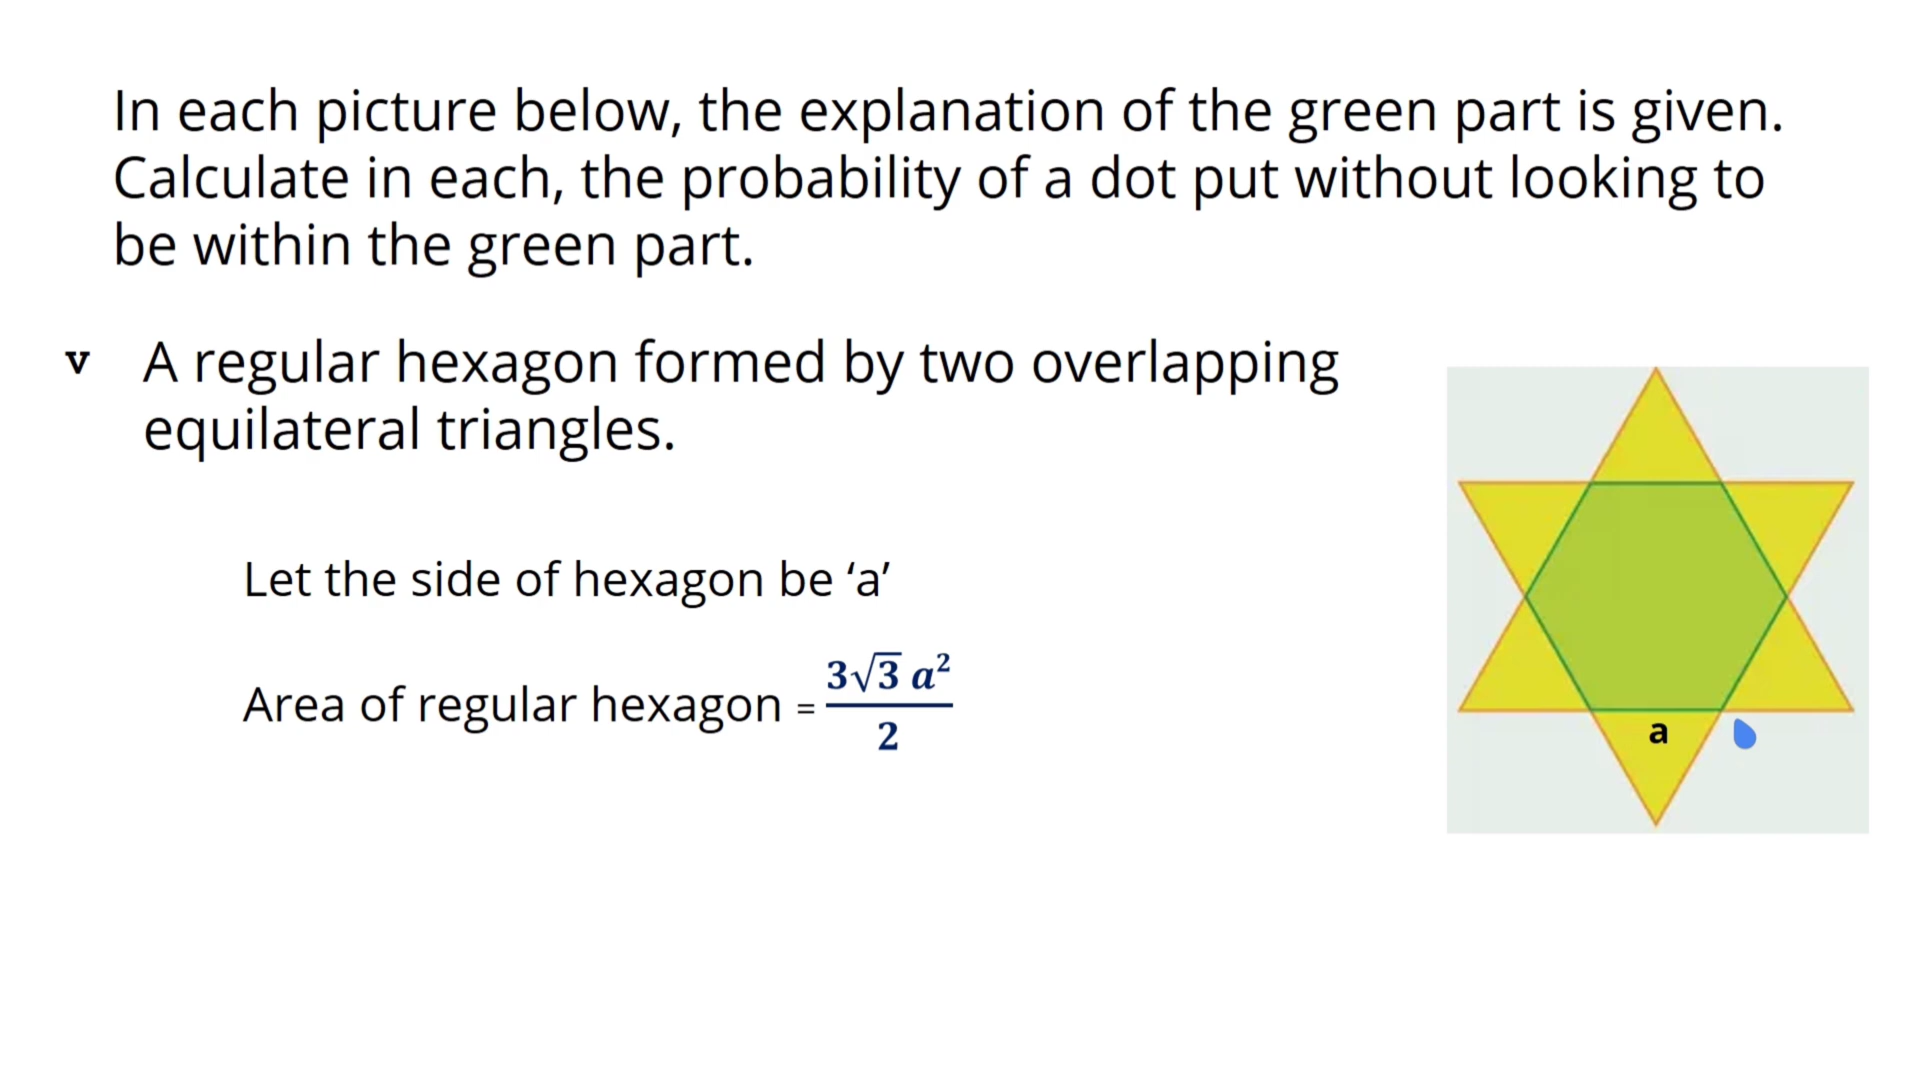 In each picture below, the explanation of the green part is given.
Calculate in each, the probability of a dot put without looking to
be within the green part.
v A regular hexagon formed by two overlapping
equilateral triangles.
Let the side of hexagon be ‘a’
Area of regular hexagon = 3√3 a² / 2
a